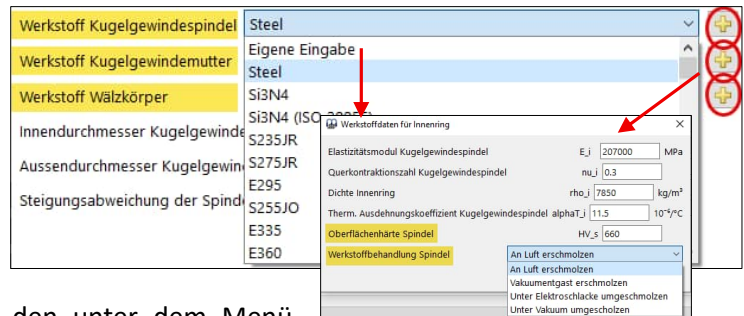 Werkstoff Kugelgewindespindel Steel
Werkstoff Kugelgewindemutter
Werkstoff Wälzkörper
Innendurchmesser Kugelgewinde
Aussendurchmesser Kugelgewin
Steigungsabweichung der Spind
Eigene Eingabe
Steel
Si3N4
Si3N4 (ISO
S235JR
S275JR
E295
S255JO
E335
E360
Werkstoffdaten für Innenring
Elastizitätsmodul Kugelgewindespindel E_i 207000 MPa
Querkontraktionszahl Kugelgewindespindel nu_i 0.3
Dichte Innenring rho_i 7850 kg/m³
Therm. Ausdehnungskoeffizient Kugelgewindespindel alphaT_i 11.5 10⁻⁶/°C
Oberflächenhärte Spindel HV_s 660
Werkstoffbehandlung Spindel An Luft erschmolzen
An Luft erschmolzen
Vakuumentgast erschmolzen
Unter Elektroschlacke umgeschmolzen
Unter Vakuum umgescholzen
den unter dem Menü